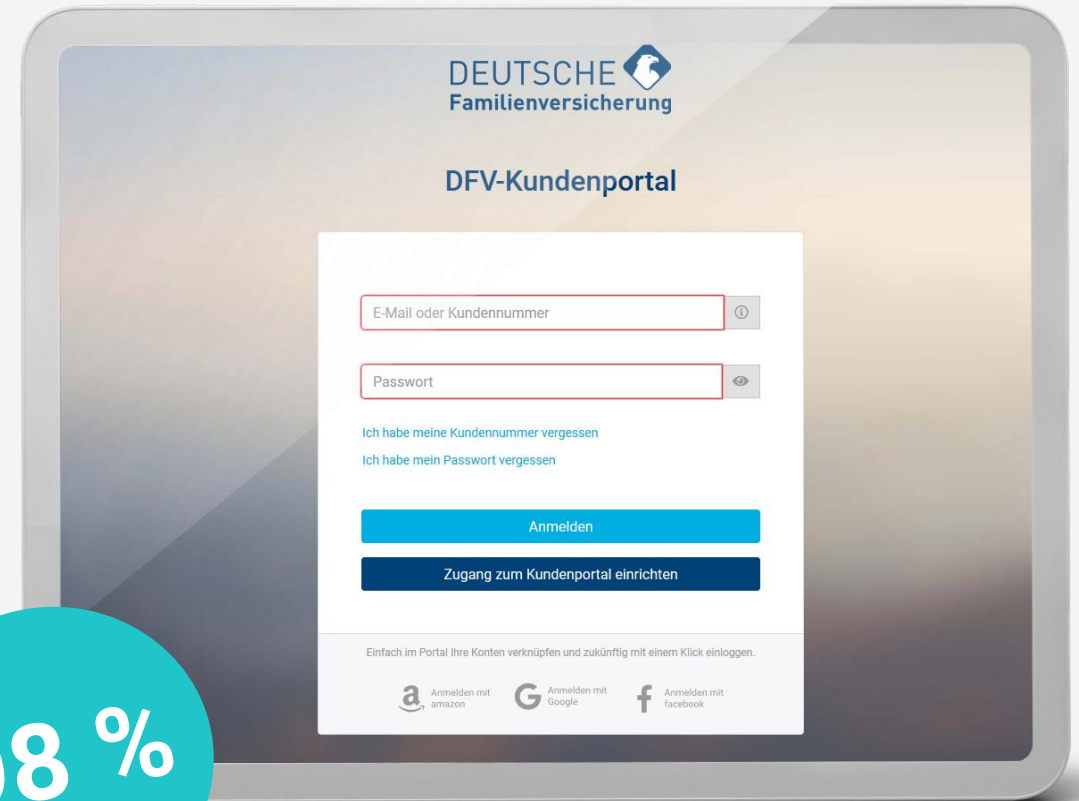 DEUTSCHE
Familienversicherung
DFV-Kundenportal
E-Mail oder Kundennummer
Passwort
Ich habe meine Kundennummer vergessen
Ich habe mein Passwort vergessen
Anmelden
Zugang zum Kundenportal einrichten
Einfach im Portal Ihre Konten verknüpfen und zukünftig mit einem Klick einloggen.
Anmelden mit
amazon
Anmelden mit
Google
Anmelden mit
facebook
8 %